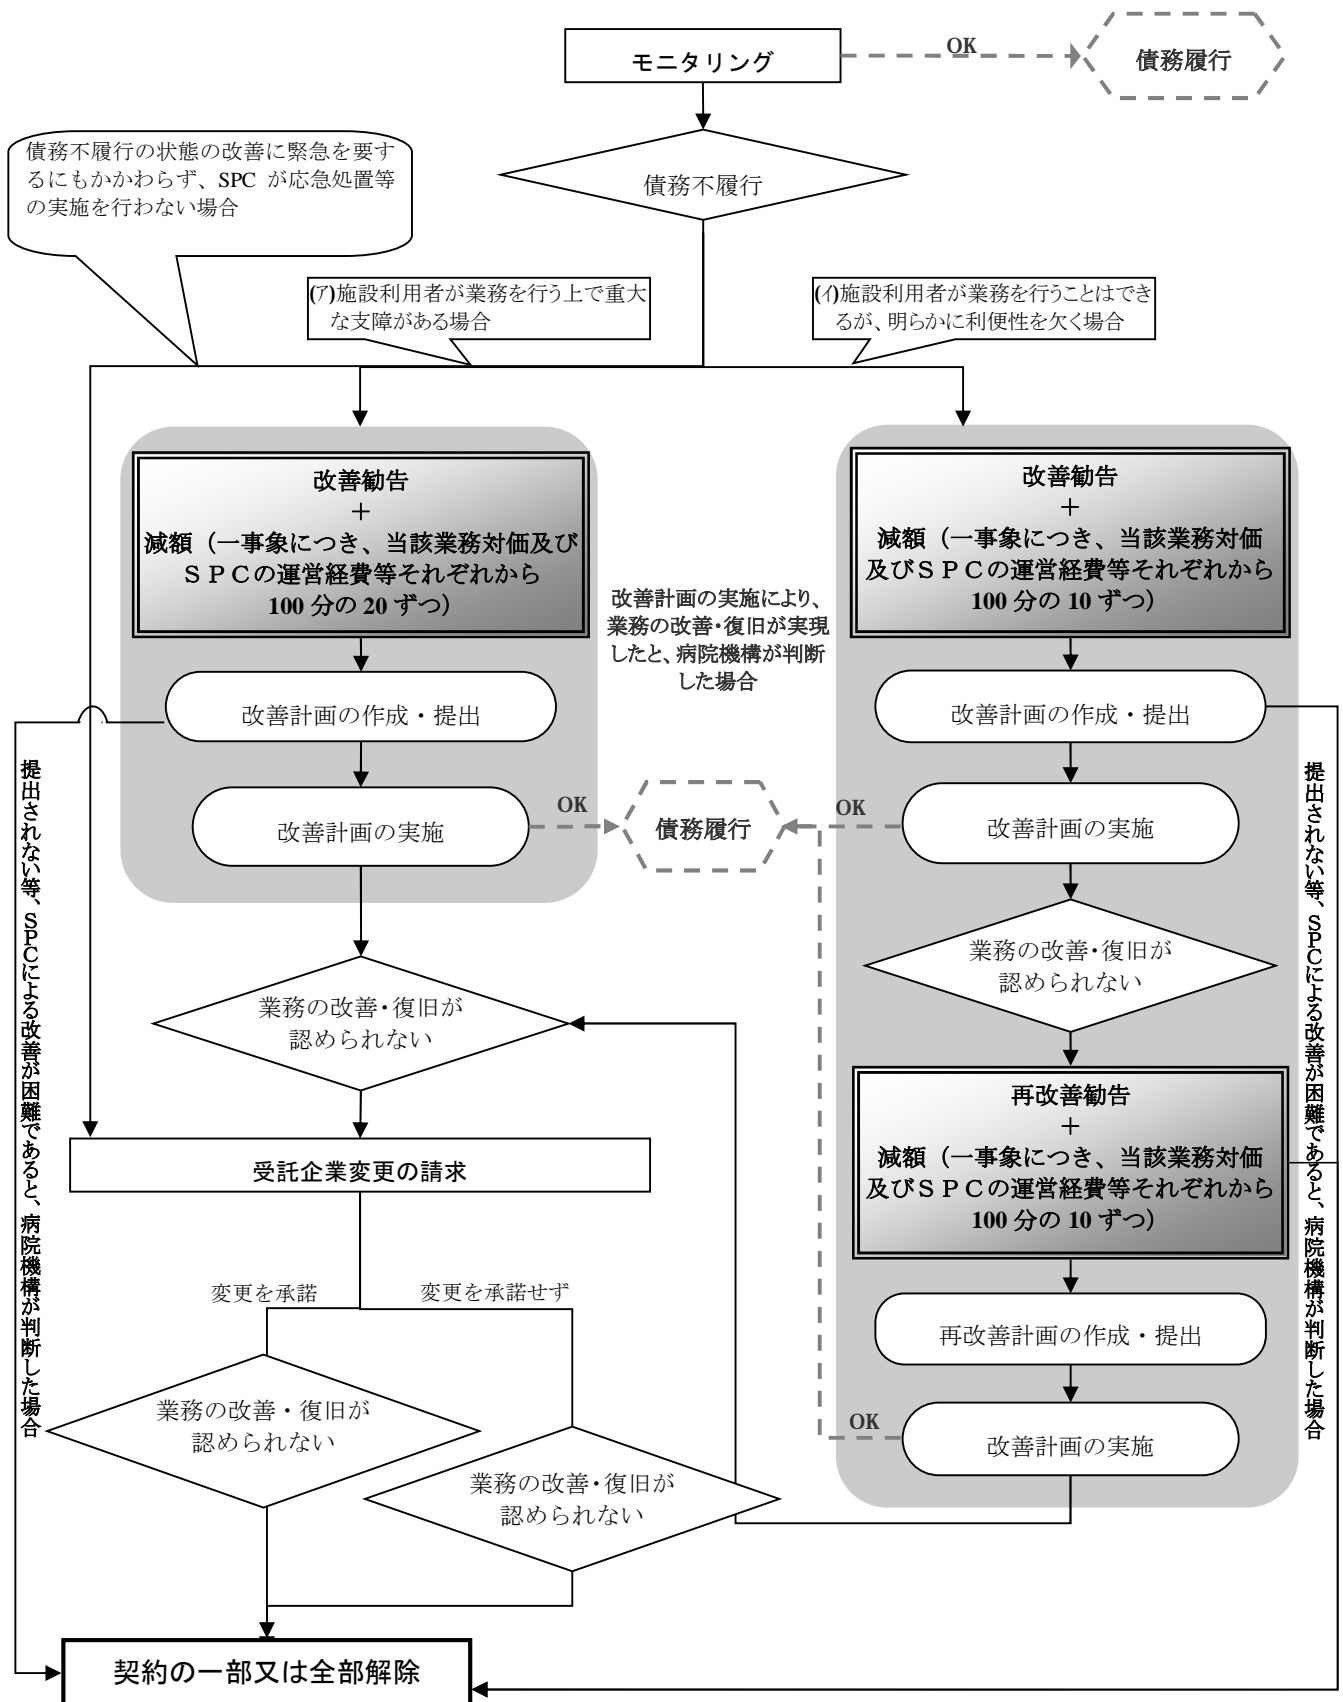 モニタリング
OK
債務履行
債務不履行の状態の改善に緊急を要す
るにもかかわらず、SPC が応急処置等
の実施を行わない場合
債務不履行
(ア)施設利用者が業務を行う上で重大
な支障がある場合
(イ)施設利用者が業務を行うことはでき
るが、明らかに利便性を欠く場合
改善勧告
＋
減額（一事象につき、当該業務対価及び
ＳＰＣの運営経費等それぞれから
100 分の 20 ずつ）
改善勧告
＋
減額（一事象につき、当該業務対価
及びＳＰＣの運営経費等それぞれから
100 分の 10 ずつ）
改善計画の実施により、
業務の改善・復旧が実現
したと、病院機構が判断
した場合
改善計画の作成・提出
改善計画の作成・提出
提出されない等、ＳＰＣによる改善が困難であると、病院機構が判断した場合
提出されない等、ＳＰＣによる改善が困難であると、病院機構が判断した場合
改善計画の実施
OK
債務履行
OK
改善計画の実施
業務の改善・復旧が
認められない
業務の改善・復旧が
認められない
再改善勧告
＋
減額（一事象につき、当該業務対価
及びＳＰＣの運営経費等それぞれから
100 分の 10 ずつ）
受託企業変更の請求
変更を承諾
変更を承諾せず
再改善計画の作成・提出
業務の改善・復旧が
認められない
OK
改善計画の実施
業務の改善・復旧が
認められない
契約の一部又は全部解除